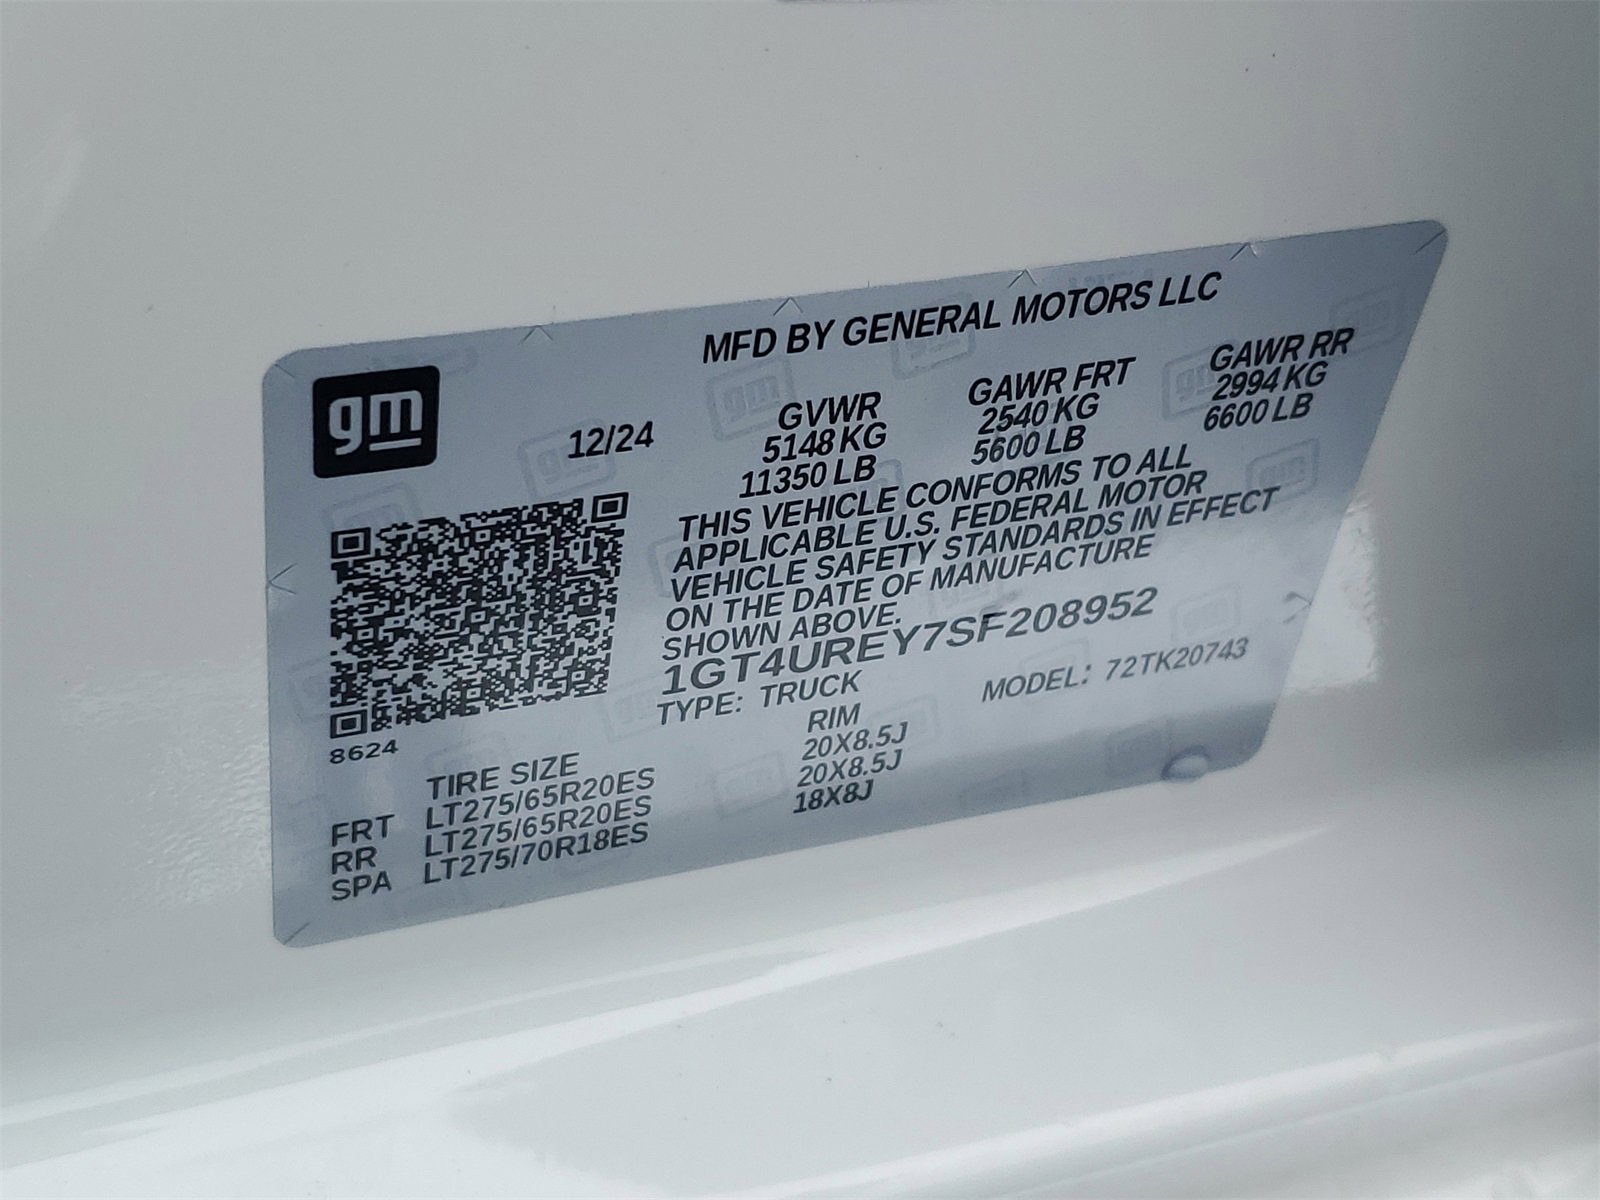 MFD BY GENERAL MOTORS LLC
gm
12/24
GVWR GAWR FRT GAWR RR
5148 KG 2540 KG 2994 KG
11350 LB 5600 LB 6600 LB
THIS VEHICLE CONFORMS TO ALL
APPLICABLE U.S. FEDERAL MOTOR
VEHICLE SAFETY STANDARDS IN EFFECT
ON THE DATE OF MANUFACTURE
SHOWN ABOVE.
1GT4UREY7SF208952
TYPE: TRUCK MODEL: 72TK20743
8624
TIRE SIZE RIM
FRT LT275/65R20ES 20X8.5J
RR LT275/65R20ES 20X8.5J
SPA LT275/70R18ES 18X8J